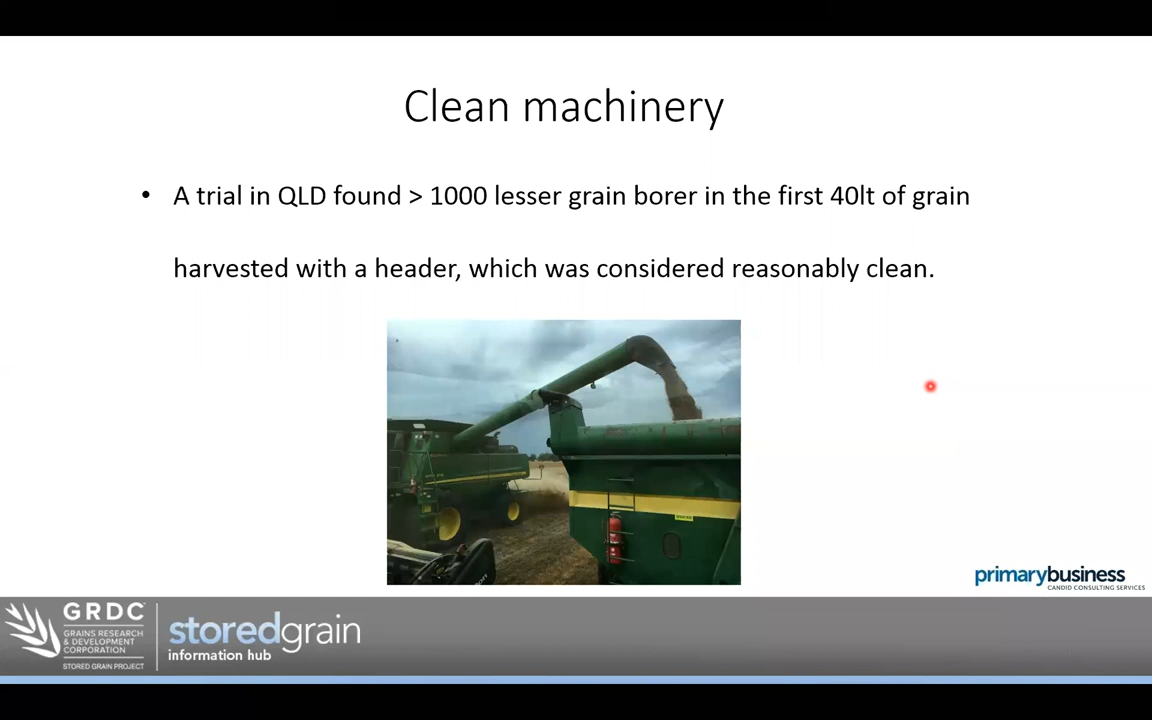 Clean machinery
• A trial in QLD found > 1000 lesser grain borer in the first 40lt of grain
harvested with a header, which was considered reasonably clean.
primarybusiness
CANDID CONSULTING SERVICES
GRDC
GRAINS RESEARCH
& DEVELOPMENT
CORPORATION
STORED GRAIN PROJECT
storedgrain
information hub